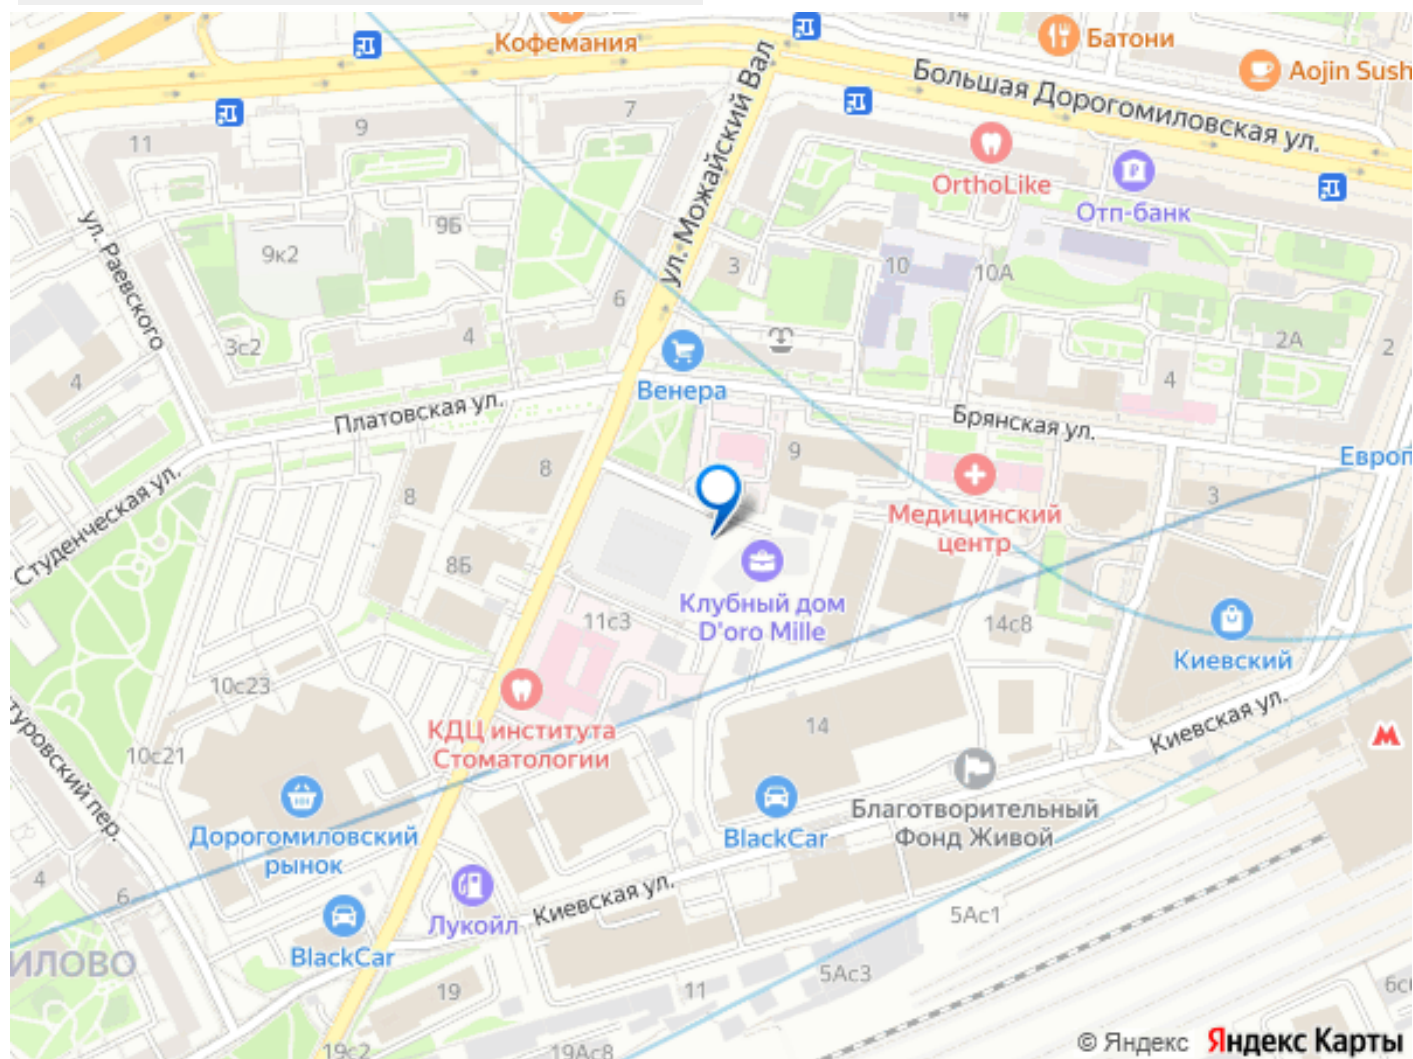 Кофемания
14
Батони
Aojin Sush
Большая Дорогомиловская ул.
7
9
11
ул. Можайский Вал
OrthoLike
Отп-банк
ул. Раевского
9Б
9к2
3
10
10А
6
3с2
4
2А
2
4
Венера
4
Платовская ул.
Брянская ул.
Европ
9
8
8
3
Студенческая ул.
Медицинский
центр
8Б
Клубный дом
D'oro Mille
11с3
14с8
Киевский
10с23
Киевская ул.
туровский пер.
КДЦ института
Стоматологии
14
10с21
Дорогомиловский
рынок
BlackCar
Благотворительный
Фонд Живой
4
6
Лукойл
Киевская ул.
5Ас1
ИЛОВО
BlackCar
5Ас3
19
11
6с
19с2
19Ас8
© Яндекс Яндекс Карты